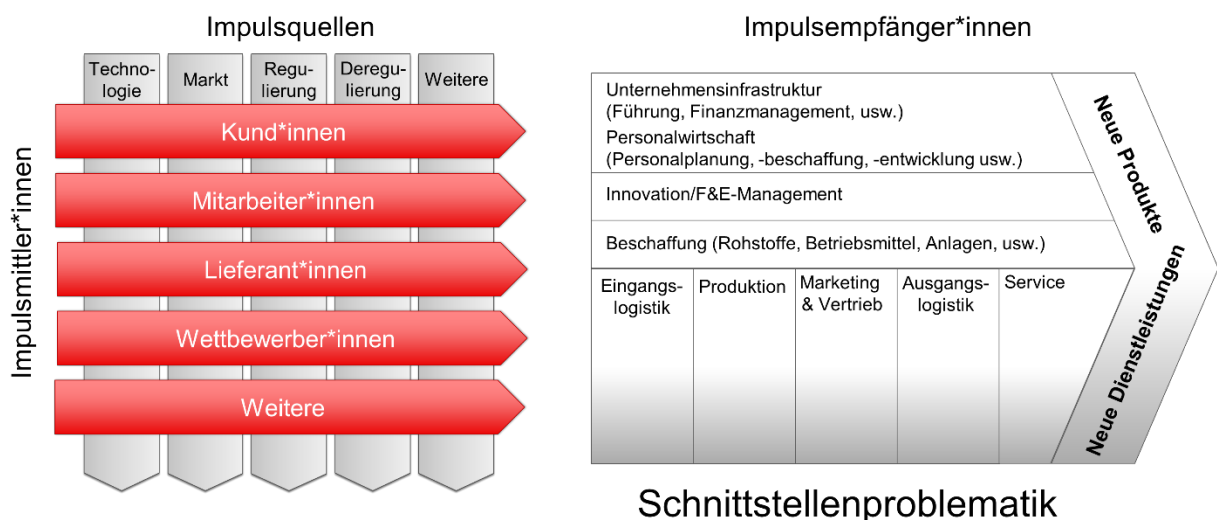 Impulsquellen
Techno-
logie
Markt
Regu-
lierung
Deregu-
lierung
Weitere
Impulsmittler*innen
Kund*innen
Mitarbeiter*innen
Lieferant*innen
Wettbewerber*innen
Weitere
Impulsempfänger*innen
Unternehmensinfrastruktur
(Führung, Finanzmanagement, usw.)
Personalwirtschaft
(Personalplanung, -beschaffung, -entwicklung usw.)
Innovation/F&E-Management
Beschaffung (Rohstoffe, Betriebsmittel, Anlagen, usw.)
Eingangs-
logistik
Produktion
Marketing
& Vertrieb
Ausgangs-
logistik
Service
Neue Produkte
Neue Dienstleistungen
Schnittstellenproblematik